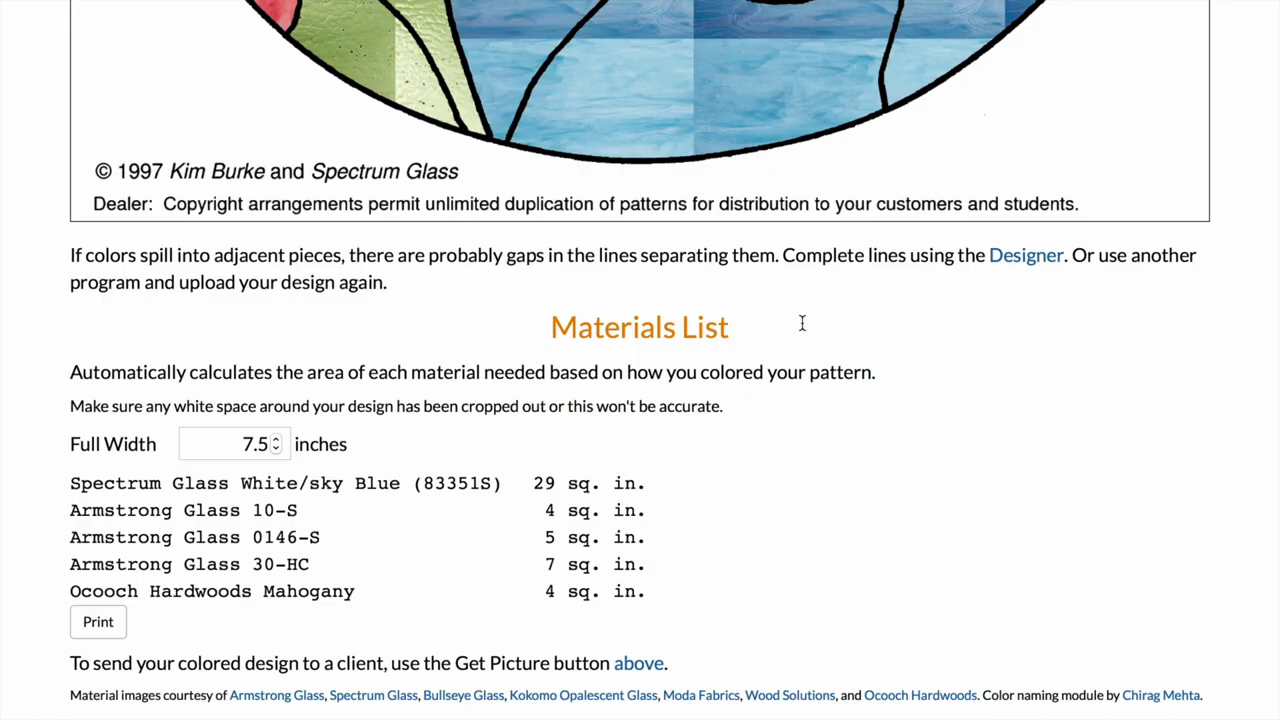 © 1997 Kim Burke and Spectrum Glass
Dealer: Copyright arrangements permit unlimited duplication of patterns for distribution to your customers and students.
If colors spill into adjacent pieces, there are probably gaps in the lines separating them. Complete lines using the Designer. Or use another
program and upload your design again.
Materials List
Automatically calculates the area of each material needed based on how you colored your pattern.
Make sure any white space around your design has been cropped out or this won't be accurate.
Full Width 7.5 inches
Spectrum Glass White/sky Blue (83351S) 29 sq. in.
Armstrong Glass 10-S 4 sq. in.
Armstrong Glass 0146-S 5 sq. in.
Armstrong Glass 30-HC 7 sq. in.
Ocooch Hardwoods Mahogany 4 sq. in.
Print
To send your colored design to a client, use the Get Picture button above.
Material images courtesy of Armstrong Glass, Spectrum Glass, Bullseye Glass, Kokomo Opalescent Glass, Moda Fabrics, Wood Solutions, and Ocooch Hardwoods. Color naming module by Chirag Mehta.